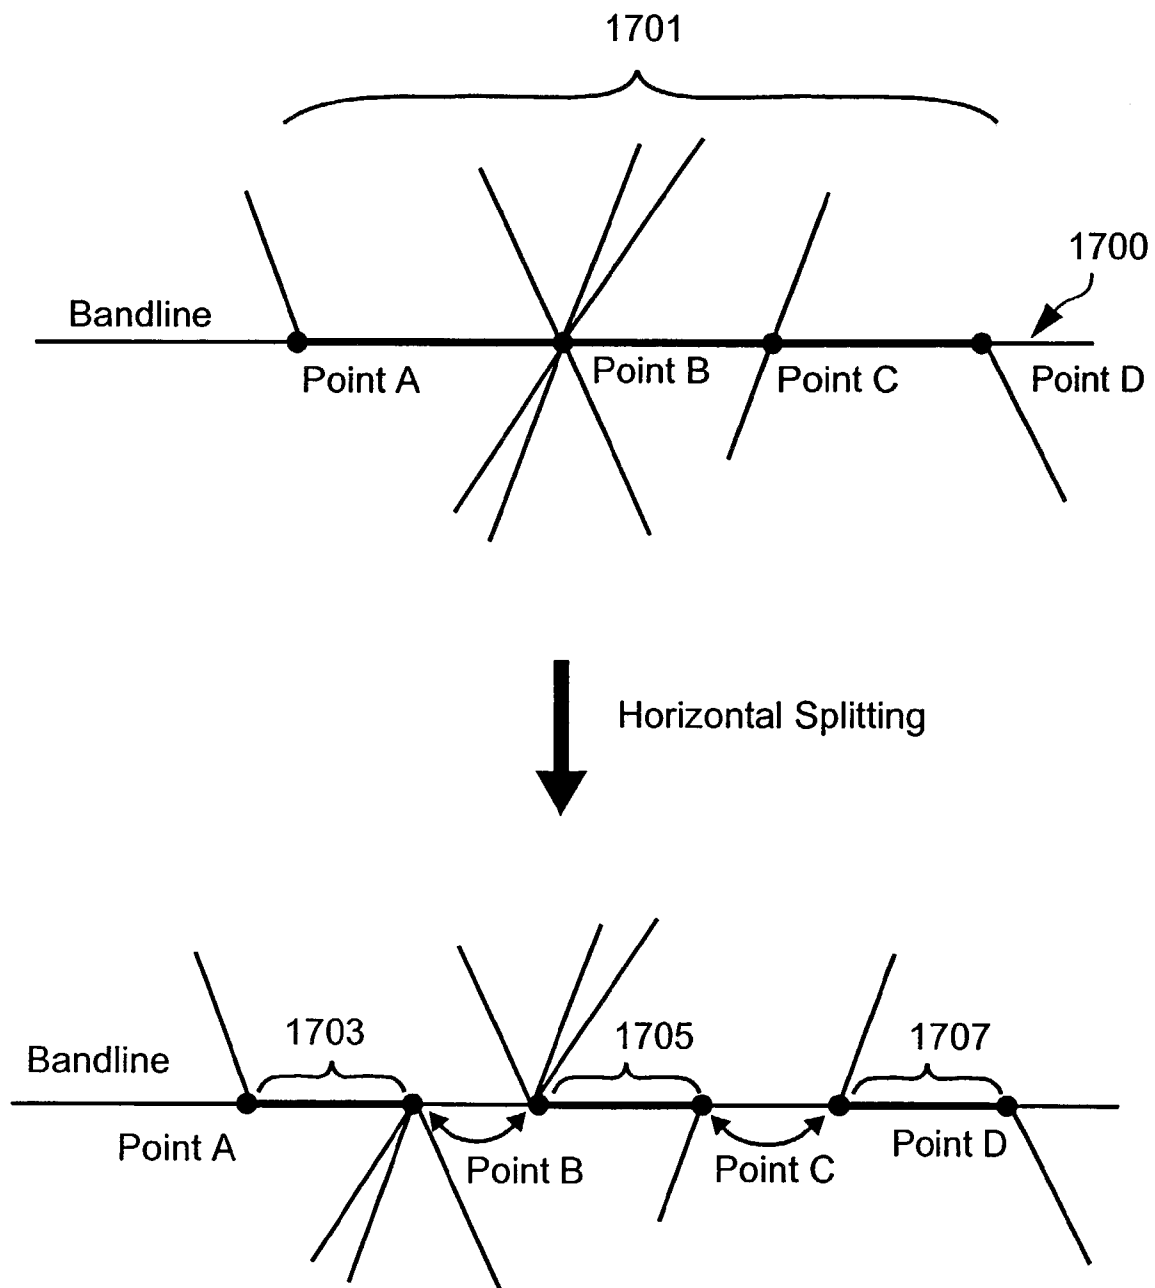 1701
1700
Bandline
Point A
Point B
Point C
Point D
Horizontal Splitting
1703
1705
1707
Bandline
Point A
Point B
Point C
Point D